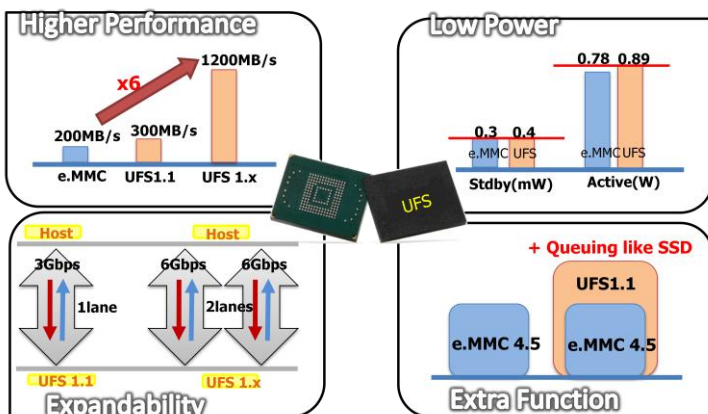 Higher Performance
x6
1200MB/s
200MB/s
300MB/s
e.MMC
UFS1.1
UFS 1.x
Low Power
0.78
0.89
0.3
0.4
e.MMC
UFS
e.MMC
UFS
Stdby(mW)
Active(W)
UFS
Host
Host
3Gbps
6Gbps
6Gbps
1lane
2lanes
UFS 1.1
UFS 1.x
Expandability
+ Queuing like SSD
UFS1.1
e.MMC 4.5
e.MMC 4.5
Extra Function